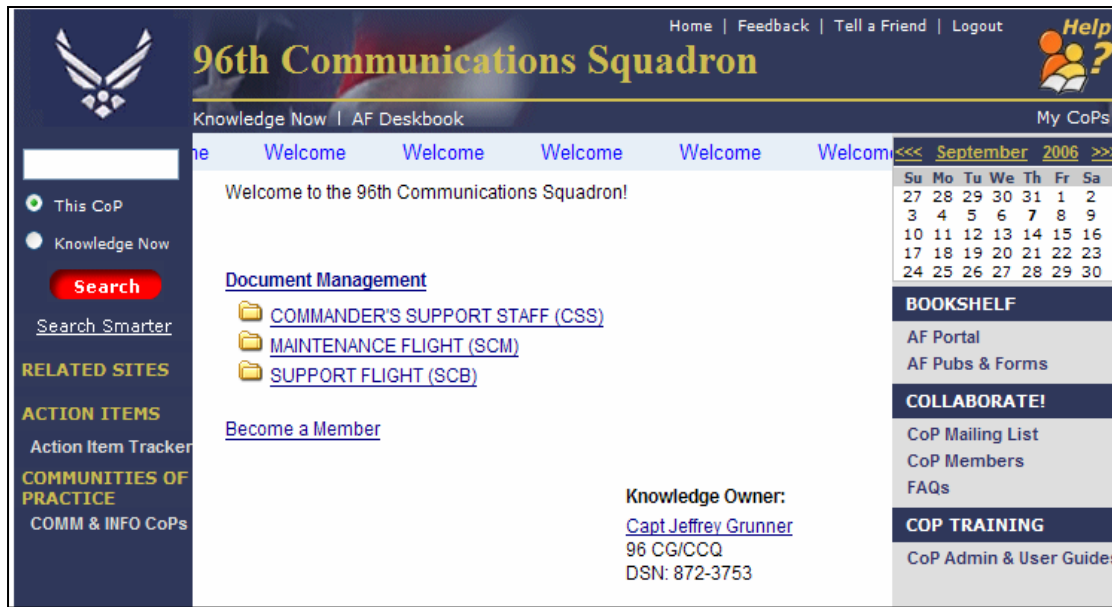 Home | Feedback | Tell a Friend | Logout
Help
?
96th Communications Squadron
Knowledge Now | AF Deskbook
My CoPs
This CoP
Knowledge Now
Search
Search Smarter
RELATED SITES
ACTION ITEMS
Action Item Tracker
COMMUNITIES OF
PRACTICE
COMM & INFO CoPs
ne Welcome Welcome Welcome Welcome Welcom
Welcome to the 96th Communications Squadron!
Document Management
COMMANDER'S SUPPORT STAFF (CSS)
MAINTENANCE FLIGHT (SCM)
SUPPORT FLIGHT (SCB)
Become a Member
Knowledge Owner:
Capt Jeffrey Grunner
96 CG/CCQ
DSN: 872-3753
<<< September 2006 >>>
Su Mo Tu We Th Fr Sa
27 28 29 30 31 1 2
3 4 5 6 7 8 9
10 11 12 13 14 15 16
17 18 19 20 21 22 23
24 25 26 27 28 29 30
BOOKSHELF
AF Portal
AF Pubs & Forms
COLLABORATE!
CoP Mailing List
CoP Members
FAQs
COP TRAINING
CoP Admin & User Guides